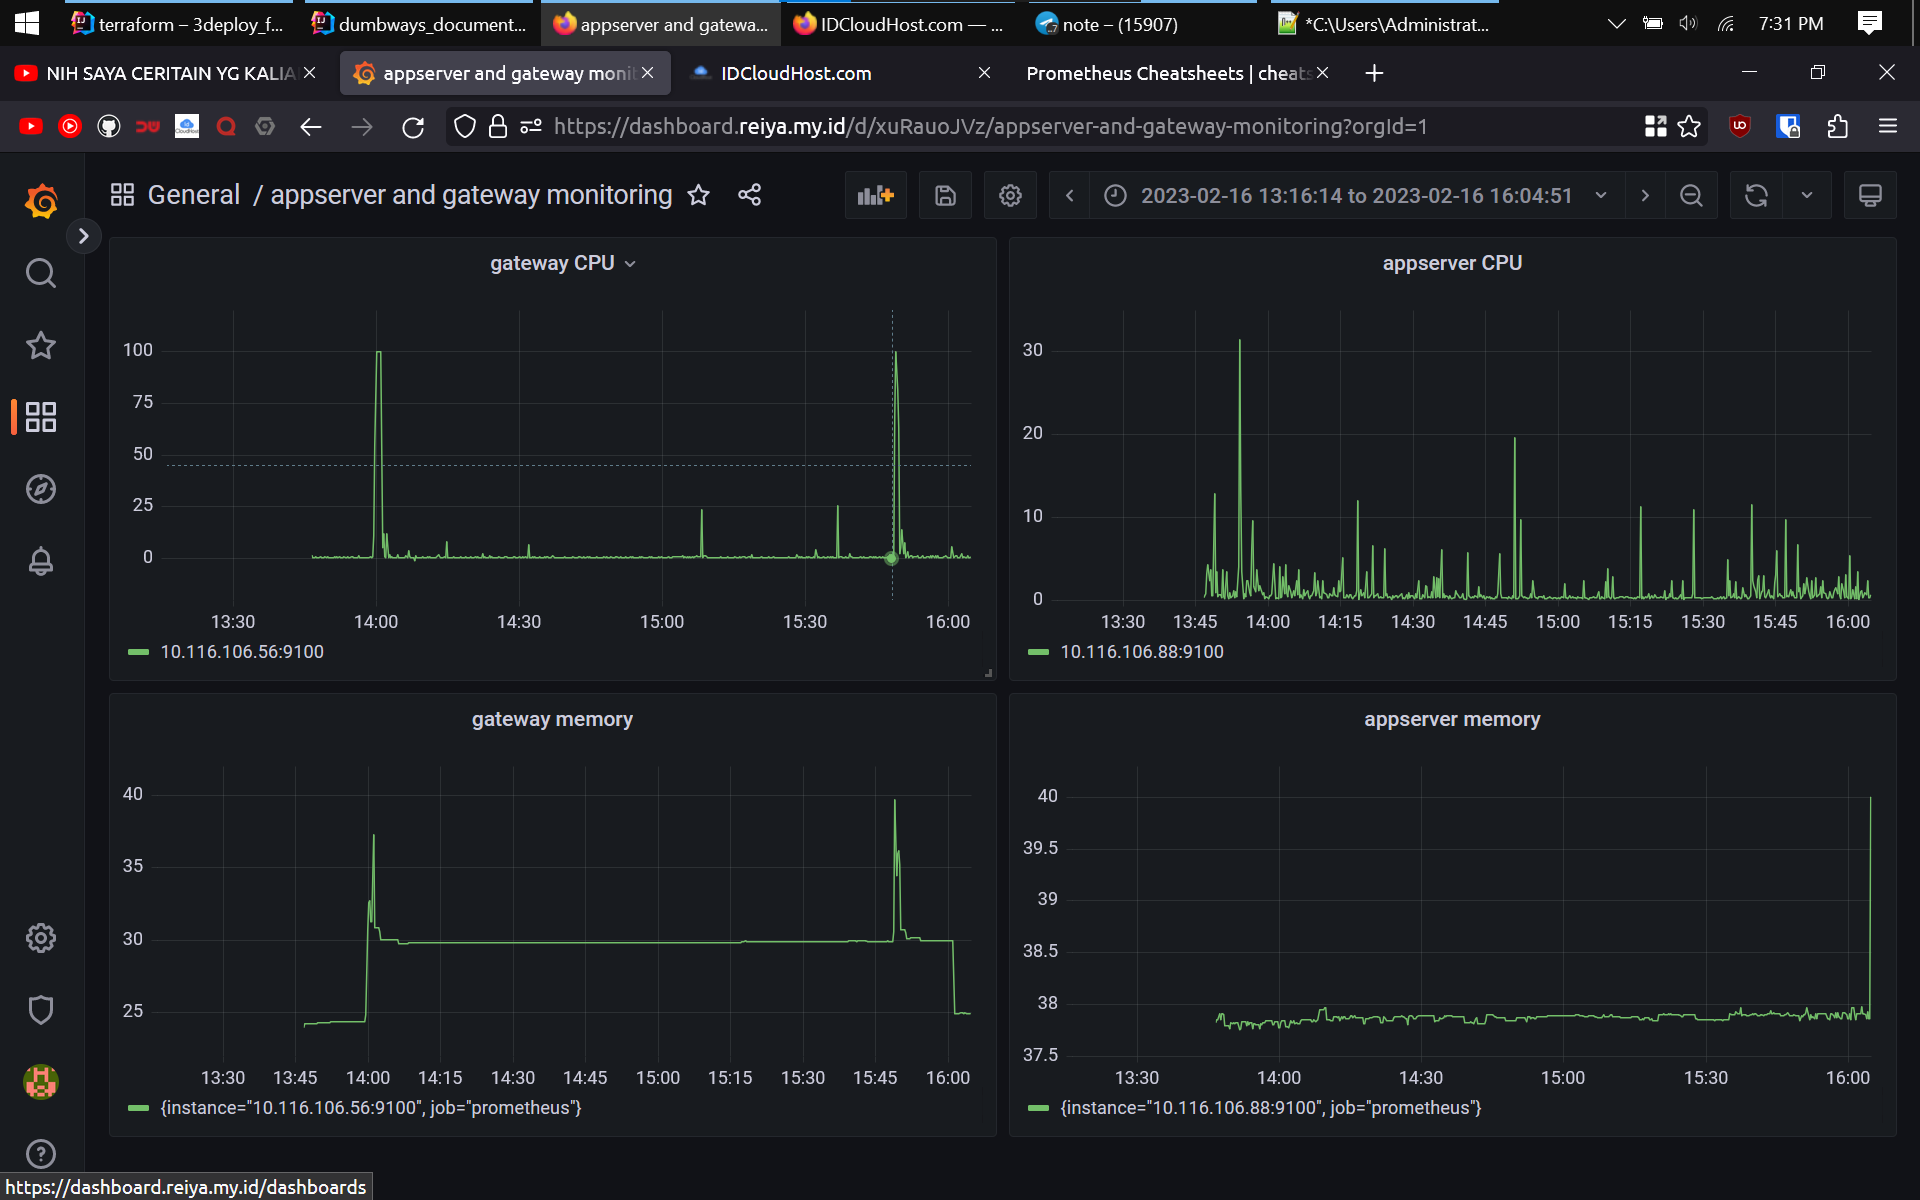 terraform – 3deploy_f...
dumbways_document...
appserver and gatewa...
IDCloudHost.com — ...
note – (15907)
*C:\Users\Administrat...
7:31 PM
NIH SAYA CERITAIN YG KALIA
appserver and gateway monit
IDCloudHost.com
Prometheus Cheatsheets | cheats
https://dashboard.reiya.my.id/d/xuRauoJVz/appserver-and-gateway-monitoring?orgId=1
General / appserver and gateway monitoring
2023-02-16 13:16:14 to 2023-02-16 16:04:51
gateway CPU
100
75
50
25
0
13:30 14:00 14:30 15:00 15:30 16:00
10.116.106.56:9100
appserver CPU
30
20
10
0
13:30 13:45 14:00 14:15 14:30 14:45 15:00 15:15 15:30 15:45 16:00
10.116.106.88:9100
gateway memory
40
35
30
25
13:30 13:45 14:00 14:15 14:30 14:45 15:00 15:15 15:30 15:45 16:00
{instance="10.116.106.56:9100", job="prometheus"}
appserver memory
40
39.5
39
38.5
38
37.5
13:30 14:00 14:30 15:00 15:30 16:00
{instance="10.116.106.88:9100", job="prometheus"}
https://dashboard.reiya.my.id/dashboards